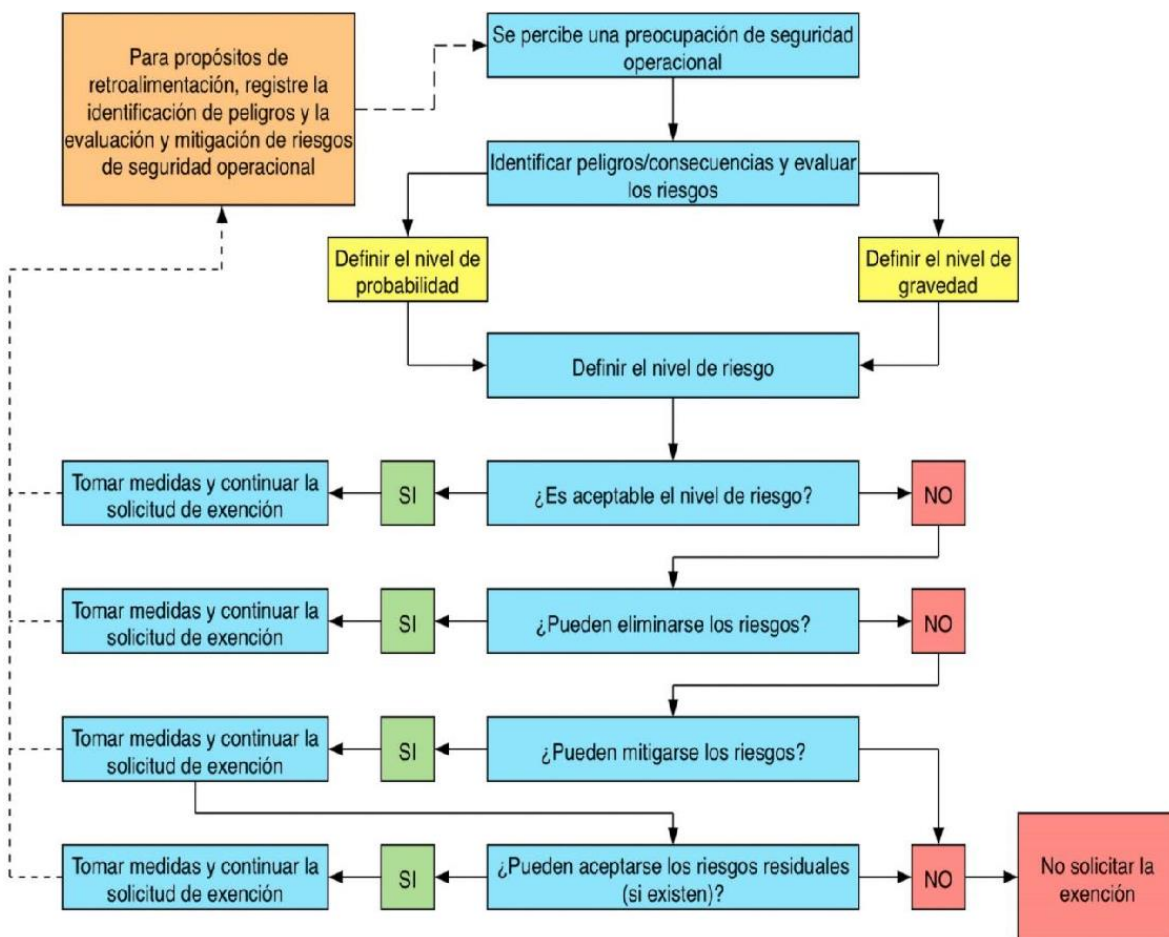 Para propósitos de
retroalimentación, registre la
identificación de peligros y la
evaluación y mitigación de riesgos
de seguridad operacional
Se percibe una preocupación de seguridad
operacional
Identificar peligros/consecuencias y evaluar
los riesgos
Definir el nivel de
probabilidad
Definir el nivel de
gravedad
Definir el nivel de riesgo
Tomar medidas y continuar la
solicitud de exención
SI
¿Es aceptable el nivel de riesgo?
NO
Tomar medidas y continuar la
solicitud de exención
SI
¿Pueden eliminarse los riesgos?
NO
Tomar medidas y continuar la
solicitud de exención
SI
¿Pueden mitigarse los riesgos?
Tomar medidas y continuar la
solicitud de exención
SI
¿Pueden aceptarse los riesgos residuales
(si existen)?
NO
No solicitar la
exención